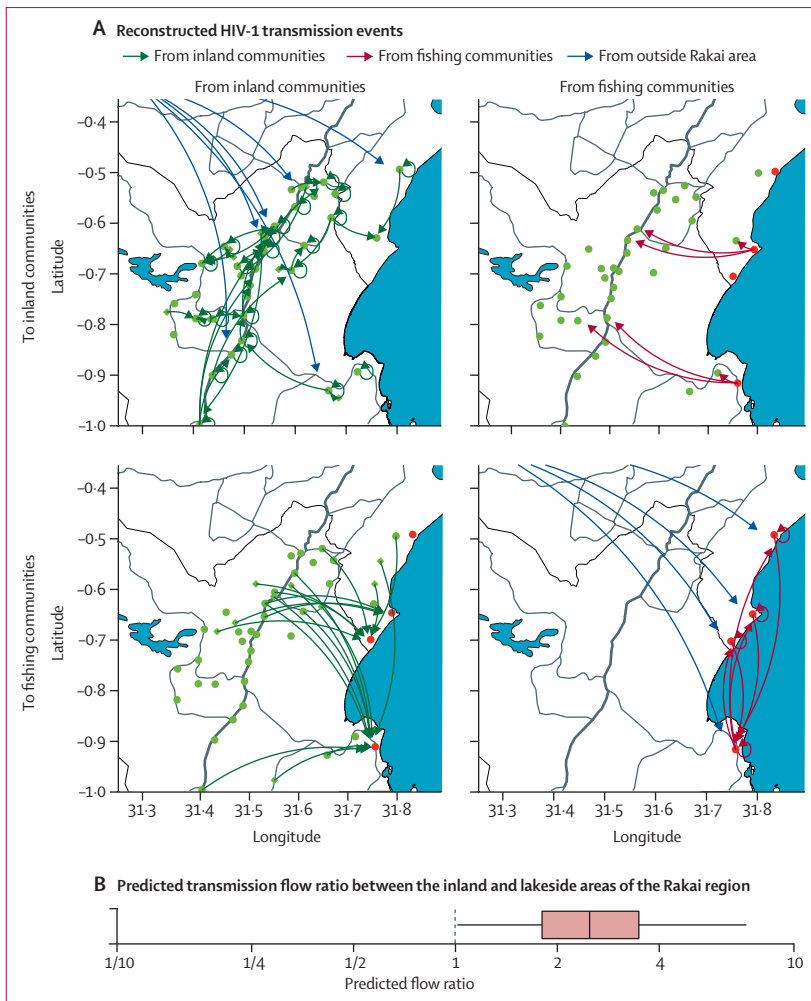 A Reconstructed HIV-1 transmission events
From inland communities From fishing communities From outside Rakai area
From inland communities From fishing communities
To inland communities
Latitude
–0·4
–0·5
–0·6
–0·7
–0·8
–0·9
–1·0
To fishing communities
Latitude
–0·4
–0·5
–0·6
–0·7
–0·8
–0·9
–1·0
31·3 31·4 31·5 31·6 31·7 31·8 31·3 31·4 31·5 31·6 31·7 31·8
Longitude Longitude
B Predicted transmission flow ratio between the inland and lakeside areas of the Rakai region
1/10 1/4 1/2 1 2 4 10
Predicted flow ratio